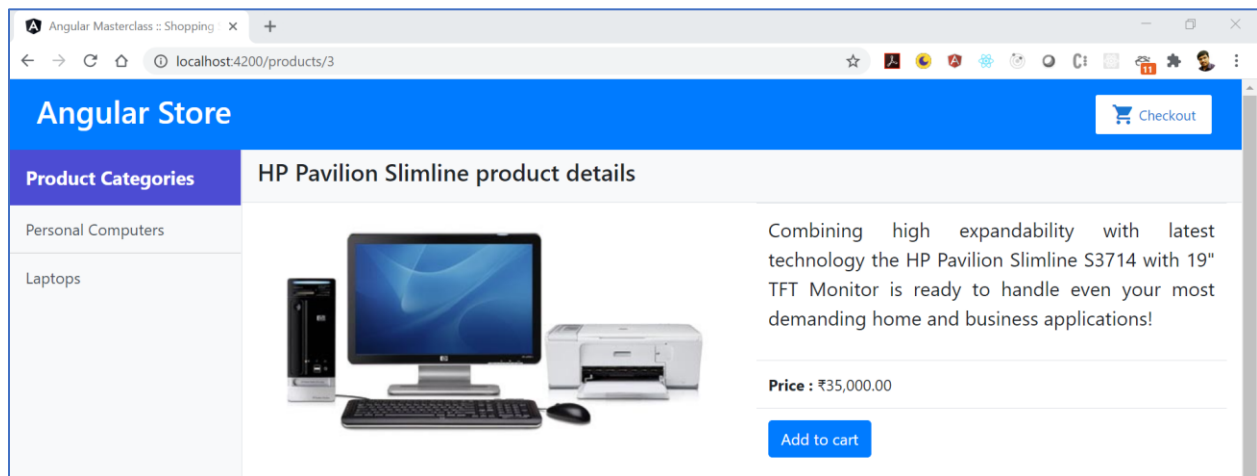 Angular Masterclass :: Shopping
localhost:4200/products/3
11
Angular Store
Checkout
Product Categories
HP Pavilion Slimline product details
Personal Computers
Laptops
Combining high expandability with latest
technology the HP Pavilion Slimline S3714 with 19"
TFT Monitor is ready to handle even your most
demanding home and business applications!
Price : ₹35,000.00
Add to cart